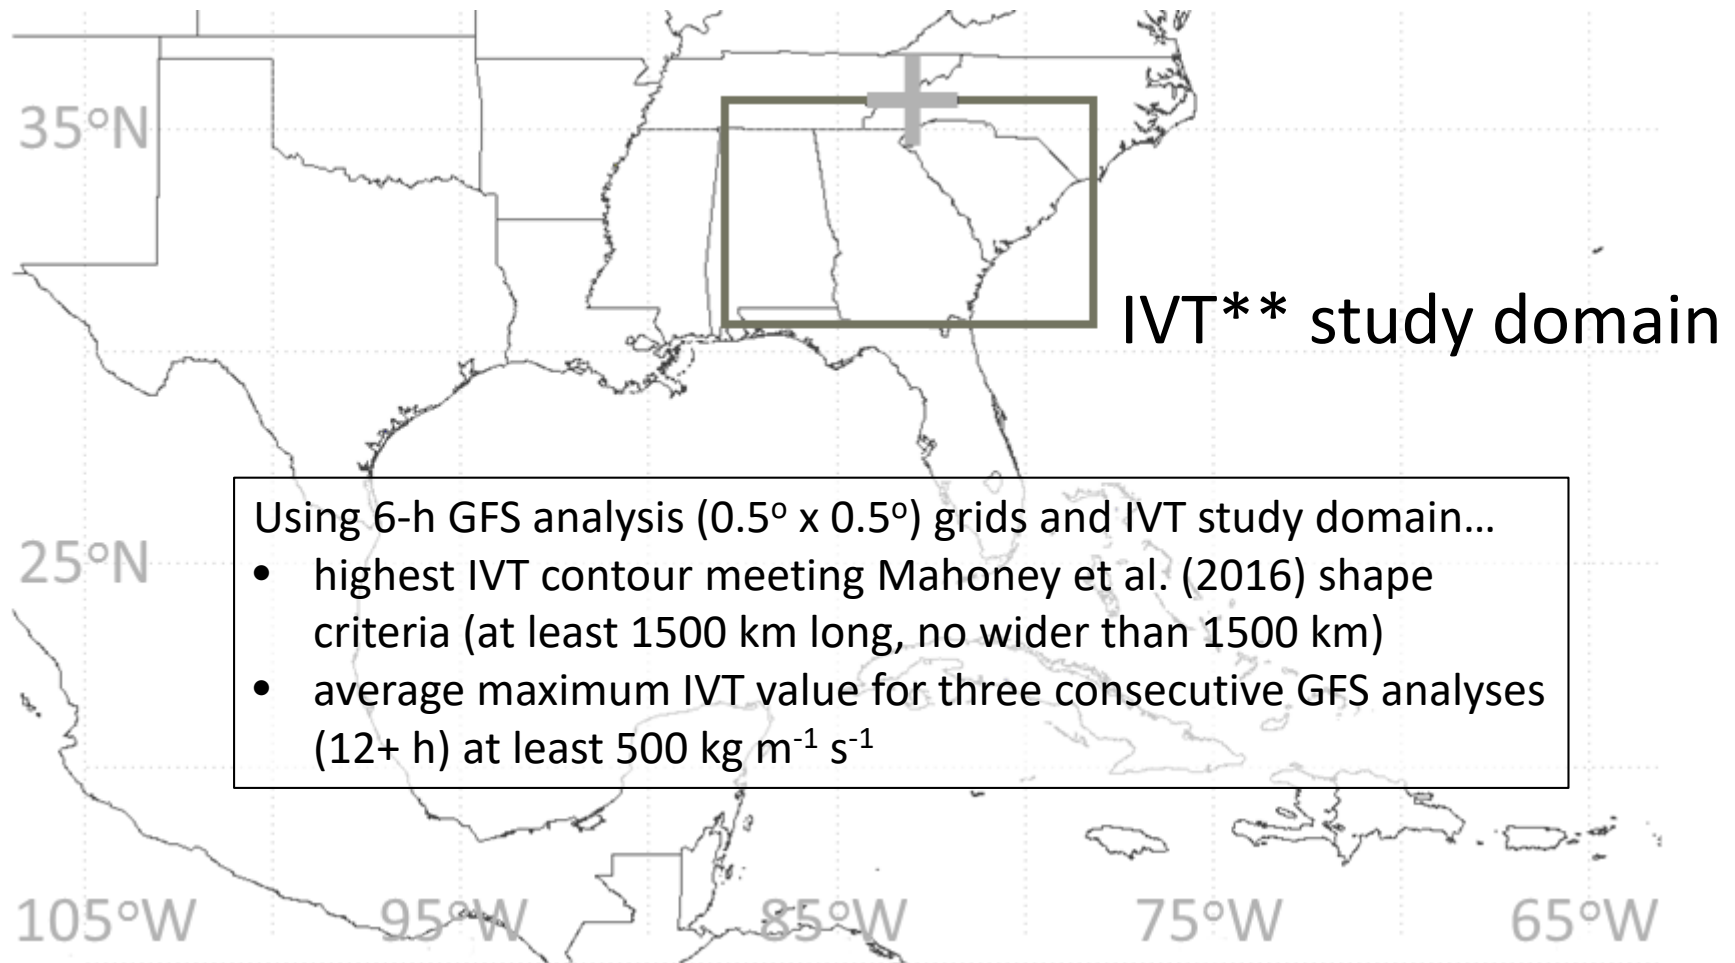 35°N
IVT** study domain
Using 6-h GFS analysis (0.5° x 0.5°) grids and IVT study domain…
25°N
• highest IVT contour meeting Mahoney et al. (2016) shape
criteria (at least 1500 km long, no wider than 1500 km)
• average maximum IVT value for three consecutive GFS analyses
(12+ h) at least 500 kg m⁻¹ s⁻¹
105°W 95°W 85°W 75°W 65°W